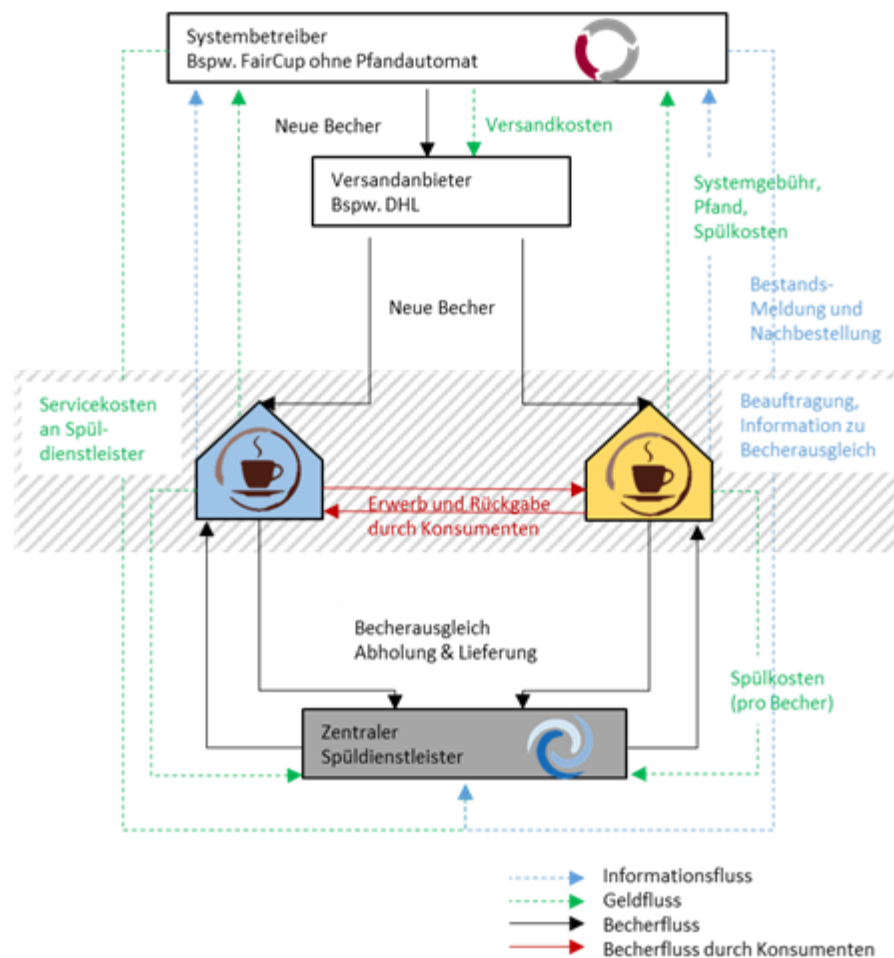 Systembetreiber
Bspw. FairCup ohne Pfandautomat
Neue Becher
Versandkosten
Versandanbieter
Bspw. DHL
Systemgebühr,
Pfand,
Spülkosten
Bestands-
Meldung und
Nachbestellung
Neue Becher
Servicekosten
an Spül-
dienstleister
Beauftragung,
Information zu
Becherausgleich
Erwerb und Rückgabe
durch Konsumenten
Becherausgleich
Abholung & Lieferung
Spülkosten
(pro Becher)
Zentraler
Spüldienstleister
Informationsfluss
Geldfluss
Becherfluss
Becherfluss durch Konsumenten